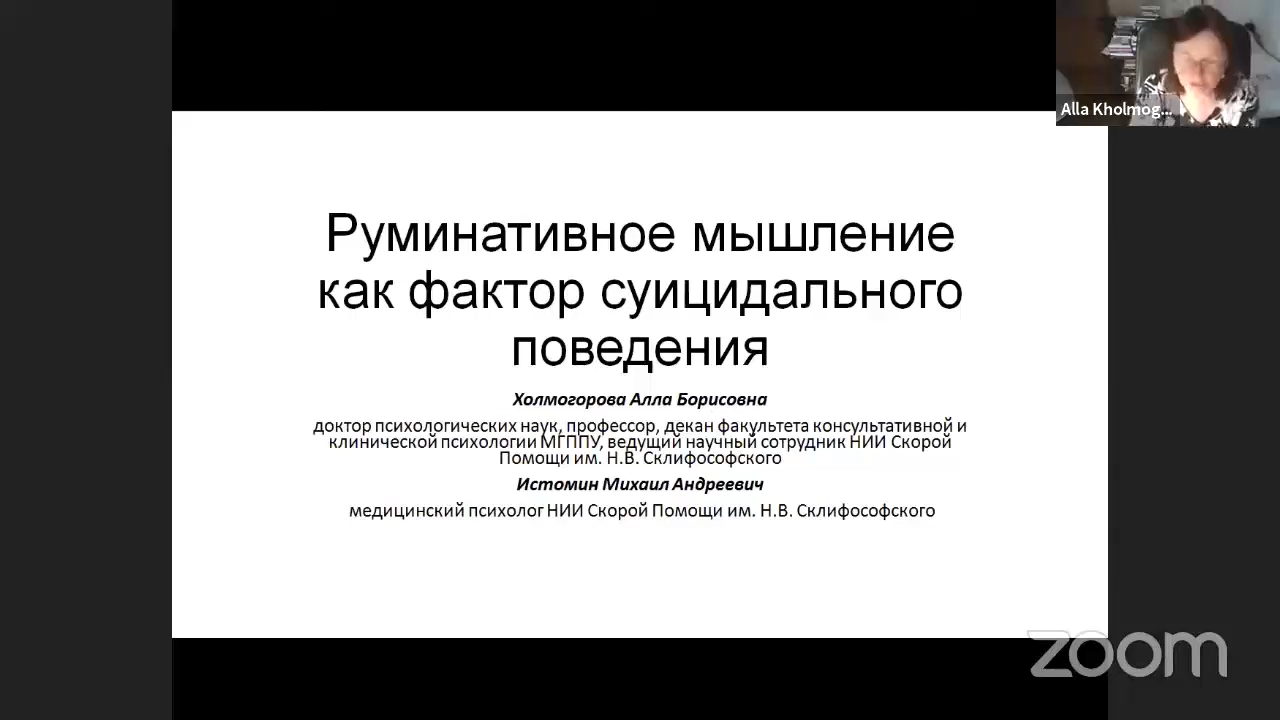 Alla Kholmog...
Руминативное мышление
как фактор суицидального
поведения
Холмогорова Алла Борисовна
доктор психологических наук, профессор, декан факультета консультативной и
клинической психологии МГППУ, ведущий научный сотрудник НИИ Скорой
Помощи им. Н.В. Склифософского
Истомин Михаил Андреевич
медицинский психолог НИИ Скорой Помощи им. Н.В. Склифософского
zoom